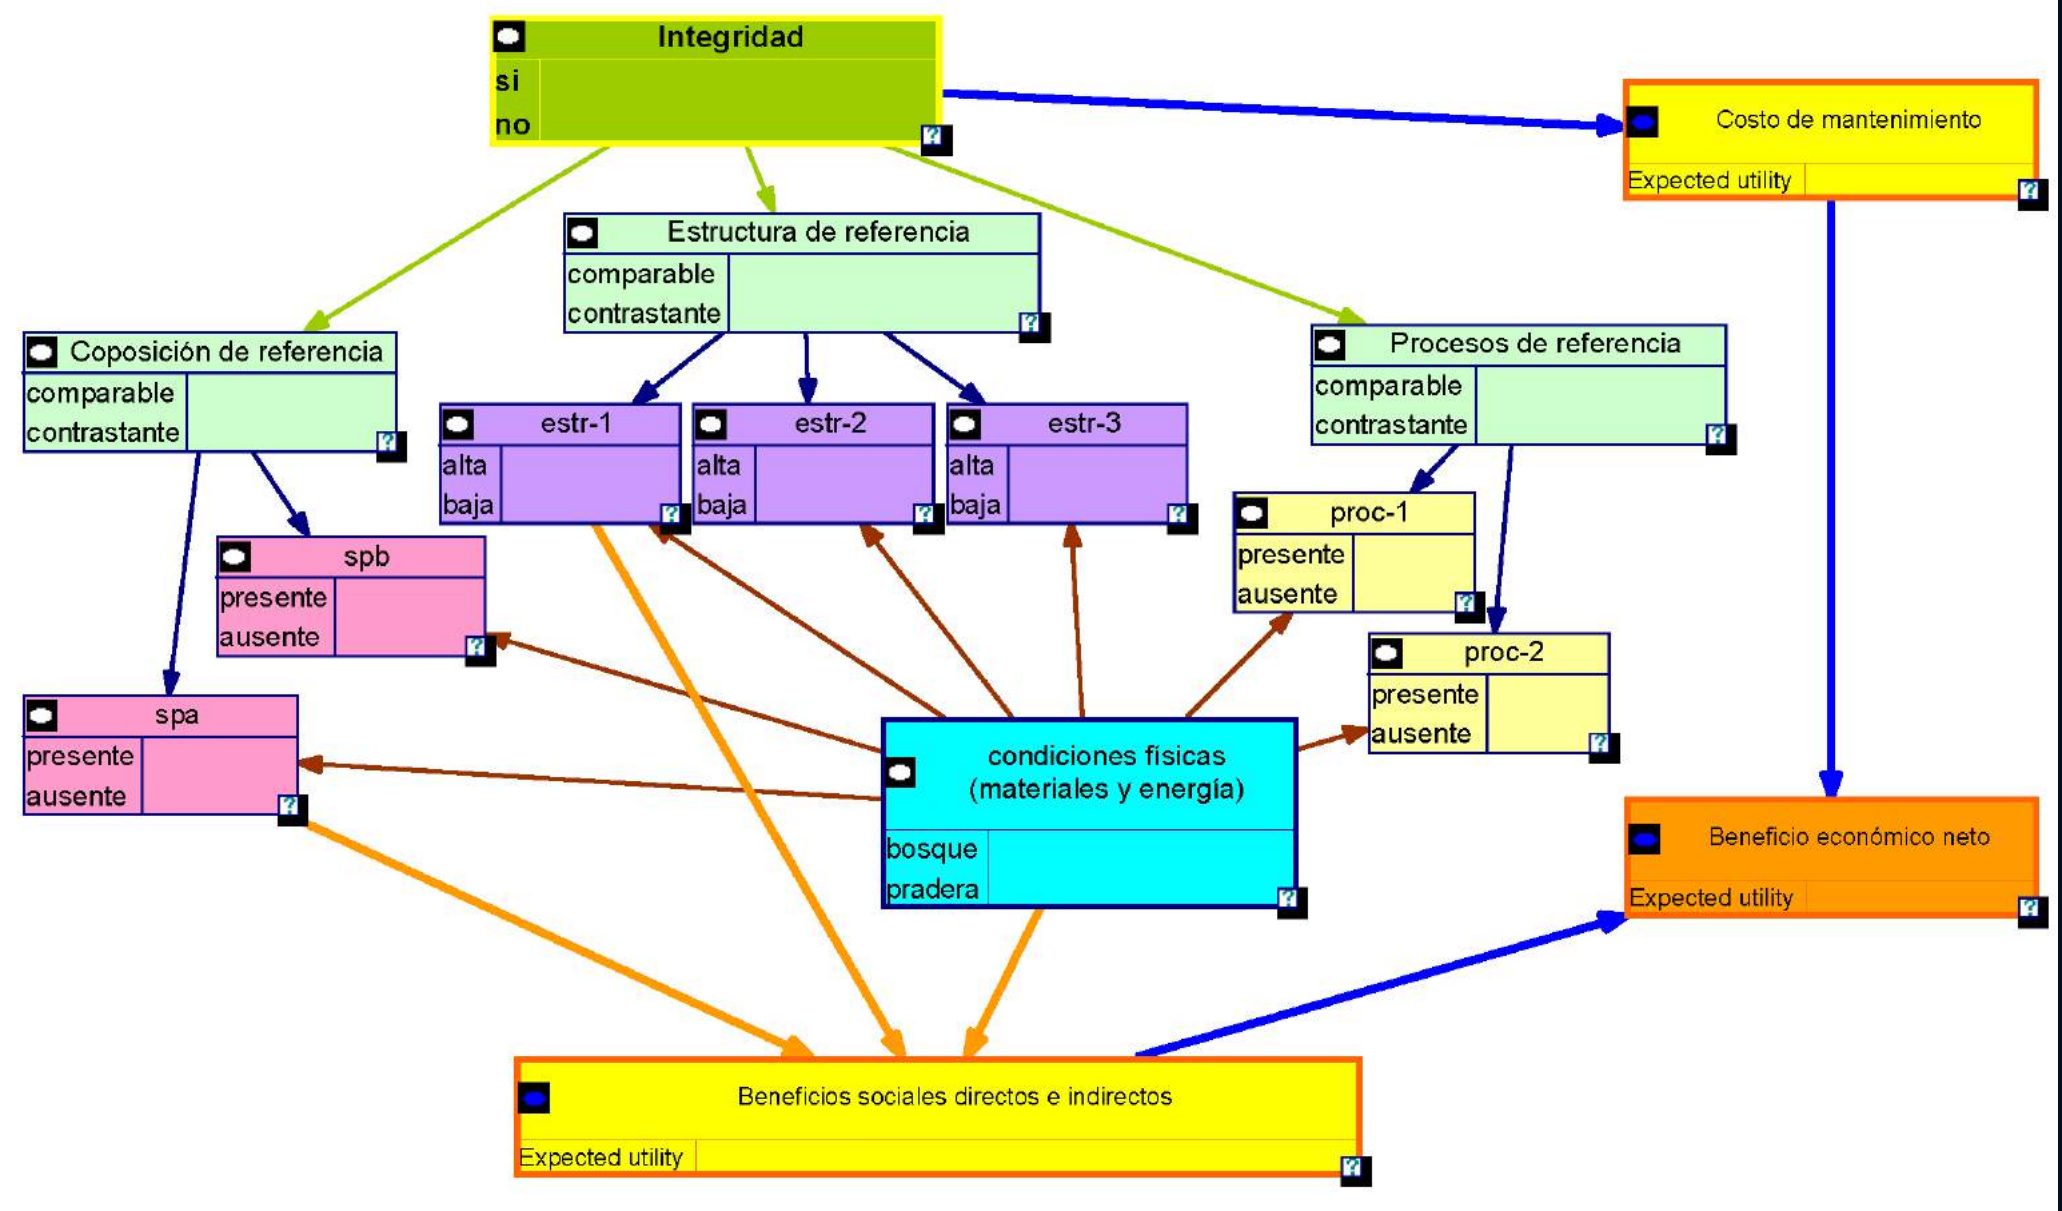 Integridad
si
no
Costo de mantenimiento
Expected utility
Estructura de referencia
comparable
contrastante
Coposición de referencia
comparable
contrastante
Procesos de referencia
comparable
contrastante
estr-1
alta
baja
estr-2
alta
baja
estr-3
alta
baja
proc-1
presente
ausente
spb
presente
ausente
proc-2
presente
ausente
spa
presente
ausente
condiciones físicas
(materiales y energía)
bosque
pradera
Beneficio económico neto
Expected utility
Beneficios sociales directos e indirectos
Expected utility